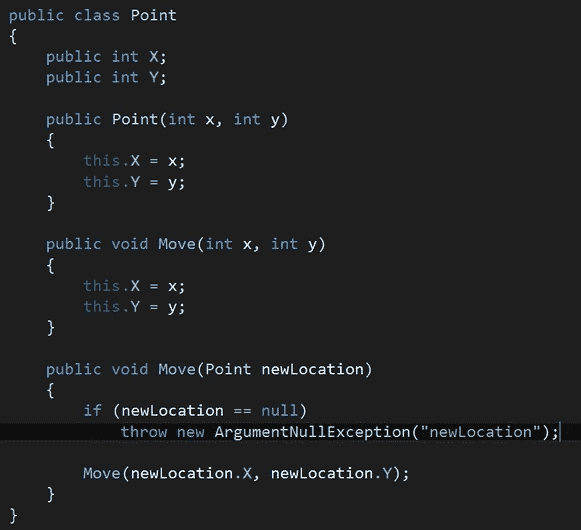 public class Point
{
    public int X;
    public int Y;

    public Point(int x, int y)
    {
        this.X = x;
        this.Y = y;
    }

    public void Move(int x, int y)
    {
        this.X = x;
        this.Y = y;
    }

    public void Move(Point newLocation)
    {
        if (newLocation == null)
            throw new ArgumentNullException("newLocation");

        Move(newLocation.X, newLocation.Y);
    }
}